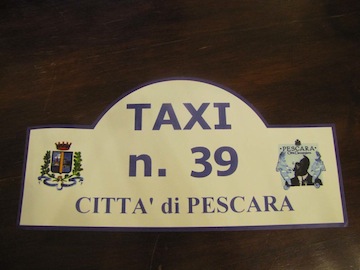 TAXI
n. 39
PESCARA
CITTA' di PESCARA